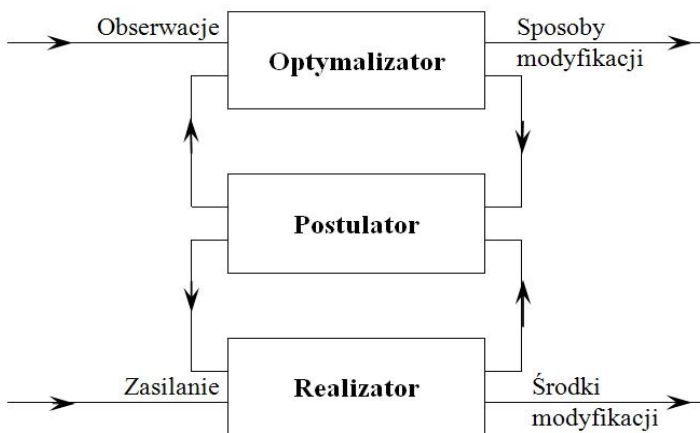 Obserwacje
Optymalizator
Sposoby
modyfikacji
Postulator
Zasilanie
Realizator
Środki
modyfikacji